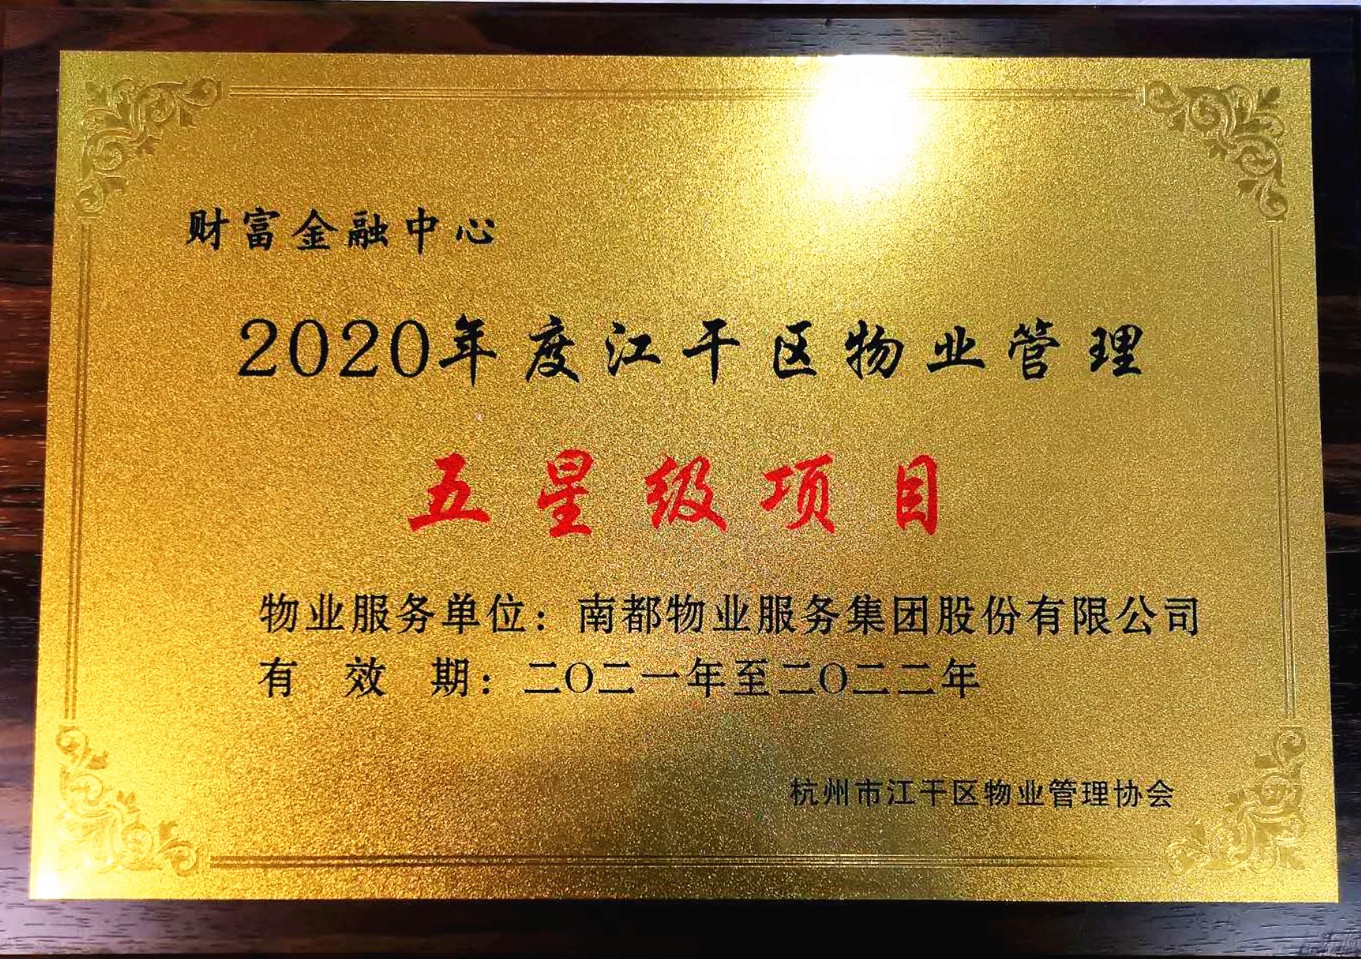 财富金融中心
2020年度江干区物业管理
五星级项目
物业服务单位：南都物业服务集团股份有限公司
有 效 期：二〇二一年至二〇二二年
杭州市江干区物业管理协会